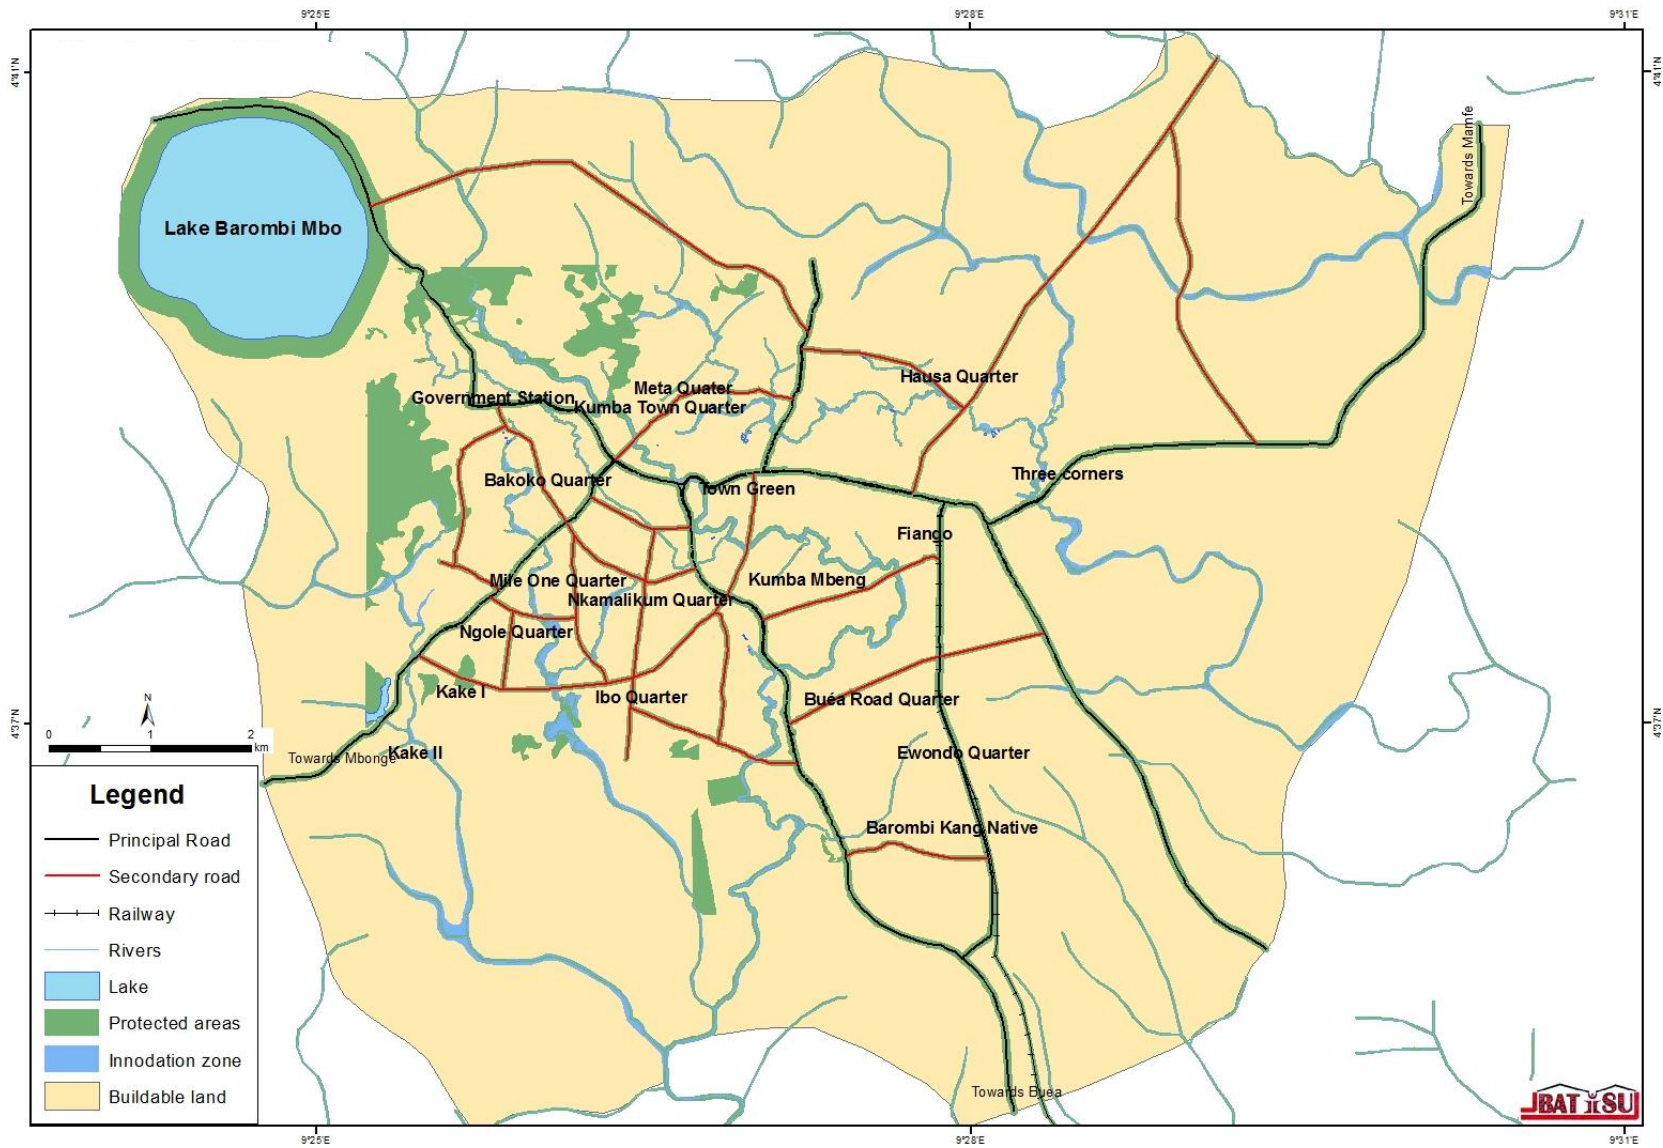 9°25'E
9°28'E
9°31'E
4°41'N
4°41'N
Towards Mamfe
Lake Barombi Mbo
Hausa Quarter
Meta Quater
Government Station
Kumba Town Quarter
Three corners
Bakoko Quarter
Town Green
Fiango
Mile One Quarter
Kumba Mbeng
Nkamalikum Quarter
Ngole Quarter
Kake I
Ibo Quarter
Buéa Road Quarter
4°37'N
4°37'N
N
0 1 2
km
Towards Mbonge
Kake II
Ewondo Quarter
Barombi Kang Native
Legend
Principal Road
Secondary road
Railway
Rivers
Lake
Protected areas
Innodation zone
Buildable land
Towards Buea
BATiSU
9°25'E
9°28'E
9°31'E